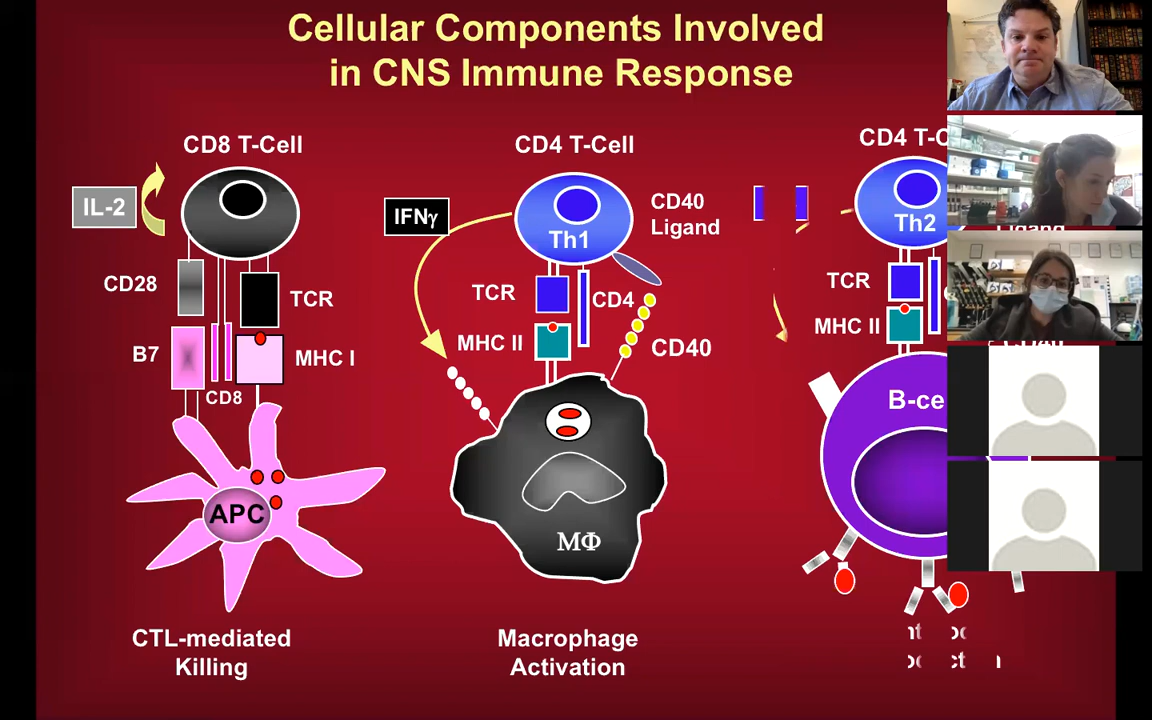 Cellular Components Involved
in CNS Immune Response
CD8 T-Cell
IL-2
CD28
TCR
B7
MHC I
CD8
APC
CTL-mediated
Killing
CD4 T-Cell
IFNγ
CD40
Ligand
Th1
TCR
CD4
MHC II
CD40
MΦ
Macrophage
Activation
CD4 T-C
Th2
TCR
MHC II
B-ce